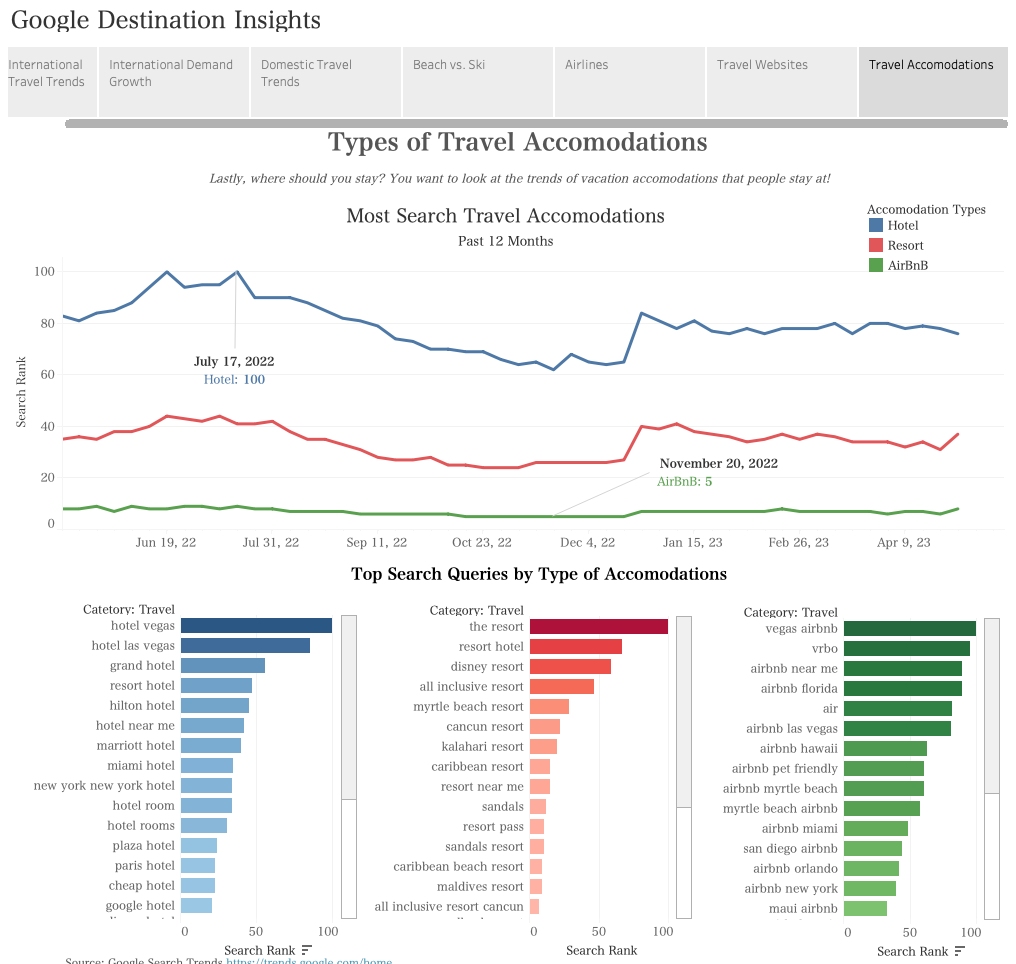 Google Destination Insights
International Travel Trends
International Demand Growth
Domestic Travel Trends
Beach vs. Ski
Airlines
Travel Websites
Travel Accomodations
Types of Travel Accomodations
Lastly, where should you stay? You want to look at the trends of vacation accomodations that people stay at!
Most Search Travel Accomodations
Past 12 Months
Accomodation Types
Hotel
Resort
AirBnB
Search Rank
100
80
60
40
20
0
July 17, 2022
Hotel: 100
November 20, 2022
AirBnB: 5
Jun 19, 22
Jul 31, 22
Sep 11, 22
Oct 23, 22
Dec 4, 22
Jan 15, 23
Feb 26, 23
Apr 9, 23
Top Search Queries by Type of Accomodations
Catetory: Travel
hotel vegas
hotel las vegas
grand hotel
resort hotel
hilton hotel
hotel near me
marriott hotel
miami hotel
new york new york hotel
hotel room
hotel rooms
plaza hotel
paris hotel
cheap hotel
google hotel
0
50
100
Search Rank
Category: Travel
the resort
resort hotel
disney resort
all inclusive resort
myrtle beach resort
cancun resort
kalahari resort
caribbean resort
resort near me
sandals
resort pass
sandals resort
caribbean beach resort
maldives resort
all inclusive resort cancun
0
50
100
Search Rank
Category: Travel
vegas airbnb
vrbo
airbnb near me
airbnb florida
air
airbnb las vegas
airbnb hawaii
airbnb pet friendly
airbnb myrtle beach
myrtle beach airbnb
airbnb miami
san diego airbnb
airbnb orlando
airbnb new york
maui airbnb
0
50
100
Search Rank
Source: Google Search Trends https://trends.google.com/home